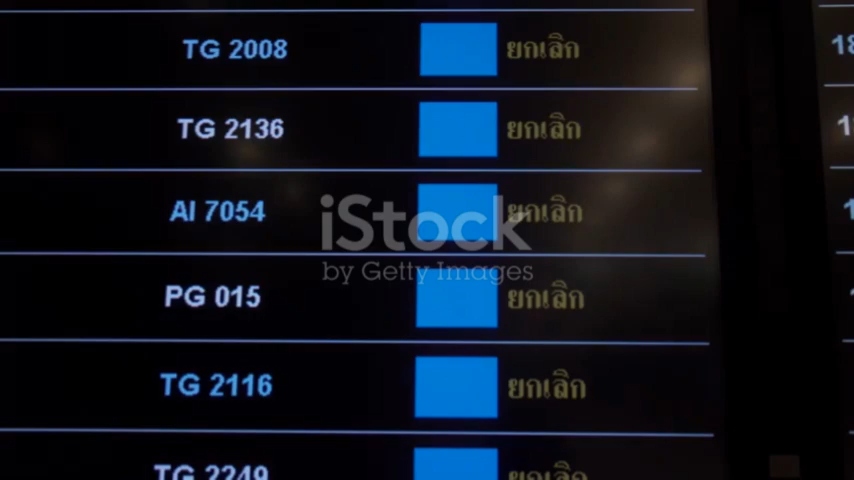 TG 2008 ยกเลิก 18
TG 2136 ยกเลิก
AI 7054 ยกเลิก
iStock
by Getty Images
PG 015 ยกเลิก
TG 2116 ยกเลิก
TG 2249 ยกเลิก